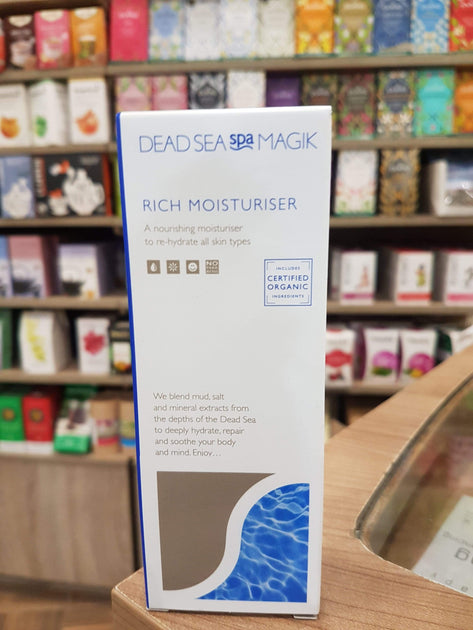 DEAD SEA spa MAGIK
RICH MOISTURISER
A nourishing moisturiser
to re-hydrate all skin types
NO
INCLUDES
CERTIFIED
ORGANIC
INGREDIENTS
We blend mud, salt
and mineral extracts from
the depths of the Dead Sea
to deeply hydrate, repair
and soothe your body
and mind. Enjoy...